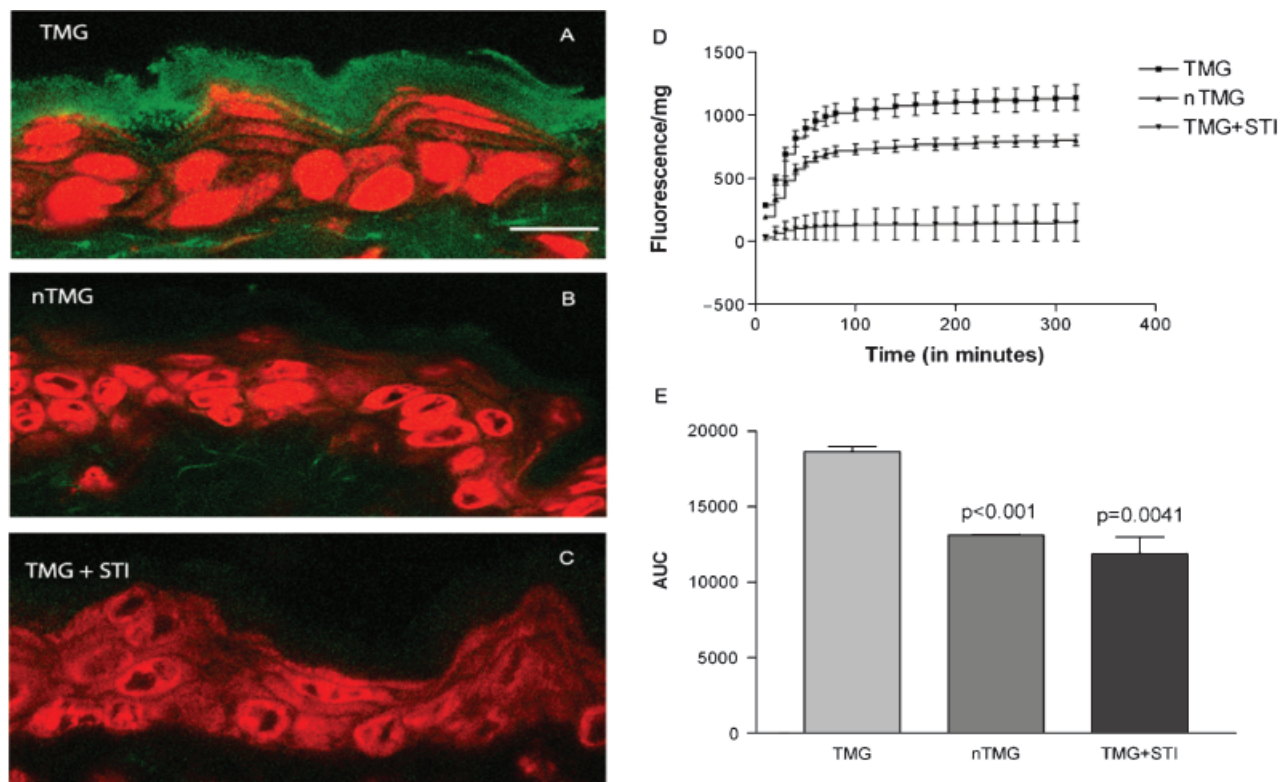 TMG
A
nTMG
B
TMG + STI
C
D
1500
1000
500
0
−500
0
100
200
300
400
Fluorescence/mg
Time (in minutes)
TMG
nTMG
TMG+STI
E
20000
15000
10000
5000
0
AUC
p<0.001
p=0.0041
TMG
nTMG
TMG+STI